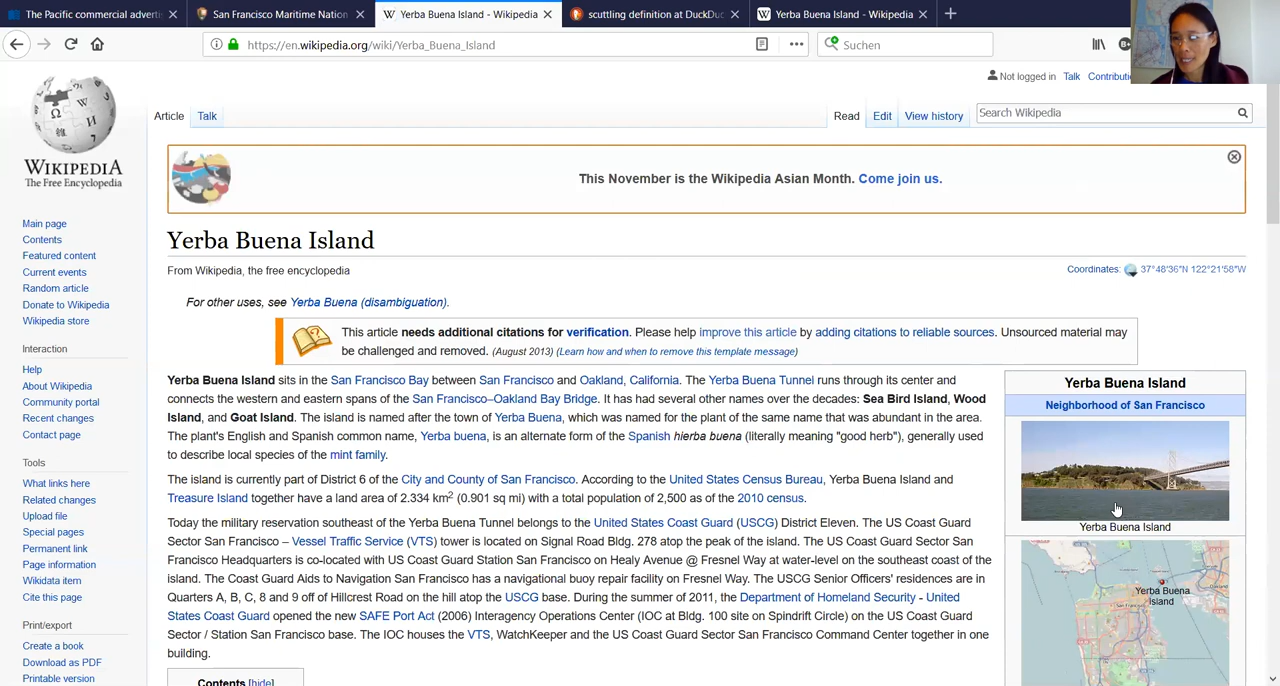 The Pacific commercial adverti
San Francisco Maritime Nation
Yerba Buena Island - Wikipedia
scuttling definition at DuckDuc
Yerba Buena Island - Wikipedia
https://en.wikipedia.org/wiki/Yerba_Buena_Island
Suchen
Not logged in Talk Contributi
Article Talk Read Edit View history Search Wikipedia
WIKIPEDIA
The Free Encyclopedia
This November is the Wikipedia Asian Month. Come join us.
Main page
Contents
Featured content
Current events
Random article
Donate to Wikipedia
Wikipedia store
Interaction
Help
About Wikipedia
Community portal
Recent changes
Contact page
Tools
What links here
Related changes
Upload file
Special pages
Permanent link
Page information
Wikidata item
Cite this page
Print/export
Create a book
Download as PDF
Printable version
Yerba Buena Island
From Wikipedia, the free encyclopedia
Coordinates: 37°48′36″N 122°21′58″W
For other uses, see Yerba Buena (disambiguation).
This article needs additional citations for verification. Please help improve this article by adding citations to reliable sources. Unsourced material may
be challenged and removed. (August 2013) (Learn how and when to remove this template message)
Yerba Buena Island sits in the San Francisco Bay between San Francisco and Oakland, California. The Yerba Buena Tunnel runs through its center and
connects the western and eastern spans of the San Francisco–Oakland Bay Bridge. It has had several other names over the decades: Sea Bird Island, Wood
Island, and Goat Island. The island is named after the town of Yerba Buena, which was named for the plant of the same name that was abundant in the area.
The plant's English and Spanish common name, Yerba buena, is an alternate form of the Spanish hierba buena (literally meaning "good herb"), generally used
to describe local species of the mint family.
The island is currently part of District 6 of the City and County of San Francisco. According to the United States Census Bureau, Yerba Buena Island and
Treasure Island together have a land area of 2.334 km2 (0.901 sq mi) with a total population of 2,500 as of the 2010 census.
Today the military reservation southeast of the Yerba Buena Tunnel belongs to the United States Coast Guard (USCG) District Eleven. The US Coast Guard
Sector San Francisco – Vessel Traffic Service (VTS) tower is located on Signal Road Bldg. 278 atop the peak of the island. The US Coast Guard Sector San
Francisco Headquarters is co-located with US Coast Guard Station San Francisco on Healy Avenue @ Fresnel Way at water-level on the southeast coast of the
island. The Coast Guard Aids to Navigation San Francisco has a navigational buoy repair facility on Fresnel Way. The USCG Senior Officers' residences are in
Quarters A, B, C, 8 and 9 off of Hillcrest Road on the hill atop the USCG base. During the summer of 2011, the Department of Homeland Security - United
States Coast Guard opened the new SAFE Port Act (2006) Interagency Operations Center (IOC at Bldg. 100 site on Spindrift Circle) on the US Coast Guard
Sector / Station San Francisco base. The IOC houses the VTS, WatchKeeper and the US Coast Guard Sector San Francisco Command Center together in one
building.
Contents [hide]
Yerba Buena Island
Neighborhood of San Francisco
Yerba Buena Island
Yerba Buena
Island